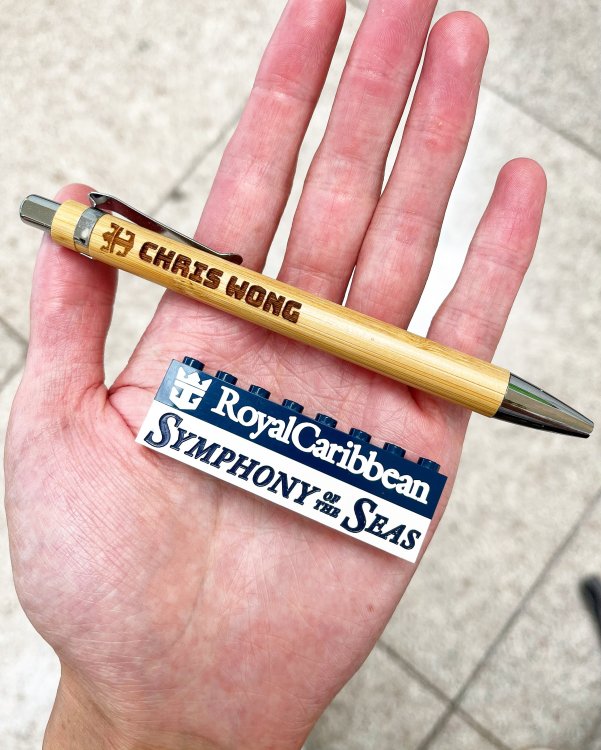 CHRIS WONG
RoyalCaribbean
SYMPHONY OF THE SEAS